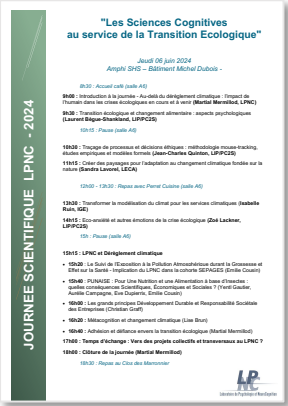 "Les Sciences Cognitives
au service de la Transition Ecologique"
Jeudi 06 juin 2024
Amphi SHS – Bâtiment Michel Dubois -
8h30 : Accueil café (salle A6)
9h00 : Introduction à la journée - Au-delà du dérèglement climatique : l'impact de
l'humain dans les crises écologiques en cours et à venir (Martial Mermillod, LPNC)
9h30 : Transition écologique et alimentaire : aspects psychologiques
(Laurent Bègue-Shankland, LIP/PC2S)
10h15 : Pause (salle A6)
10h30 : Traçage de processus et décisions éthiques : méthodologie mouse-tracking,
études empiriques et modèles formels (Jean-Charles Quinton, LIP/PC2S)
11h15 : Créer des paysages pour l'adaptation au changement climatique fondée sur la
nature (Sandra Lavorel, LECA)
12h00 - 13h30 : Repas avec Pernel Cuisine (salle A6)
13h30 : Transformer la modélisation du climat pour les services climatiques (Isabelle
Ruin, IGE)
14h15 : Eco-anxiété et autres émotions de la crise écologique (Zoé Lackner,
LIP/PC2S)
15h : Pause (salle A6)
15h15 : LPNC et Dérèglement climatique
• 15h20 : Le Suivi de l'Exposition à la Pollution Atmosphérique durant la Grossesse et
Effet sur la Santé - Implication du LPNC dans la cohorte SEPAGES (Emilie Cousin)
• 15h40 : PUNAISE : Pour Une Nutrition et une Alimentation à base d'Insectes :
quelles conséquences Scientifiques, Economiques et Sociales ? (Yentl Gautier,
Aurélie Campagne, Eve Dupierrix, Emilie Cousin)
• 16h00 : Les grands principes Développement Durable et Responsabilité Sociétale
des Entreprises (Christian Graff)
• 16h20 : Métacognition et changement climatique (Lise Brun)
• 16h40 : Adhésion et défiance envers la transition écologique (Martial Mermillod)
17h00 : Temps d'échange : Vers des projets collectifs et transversaux au LPNC ?
18h00 : Clôture de la journée (Martial Mermillod)
18h30 : Repas au Clos des Marronnier
JOURNEE SCIENTIFIQUE LPNC - 2024
LPNC
Laboratoire de Psychologie et NeuroCognition